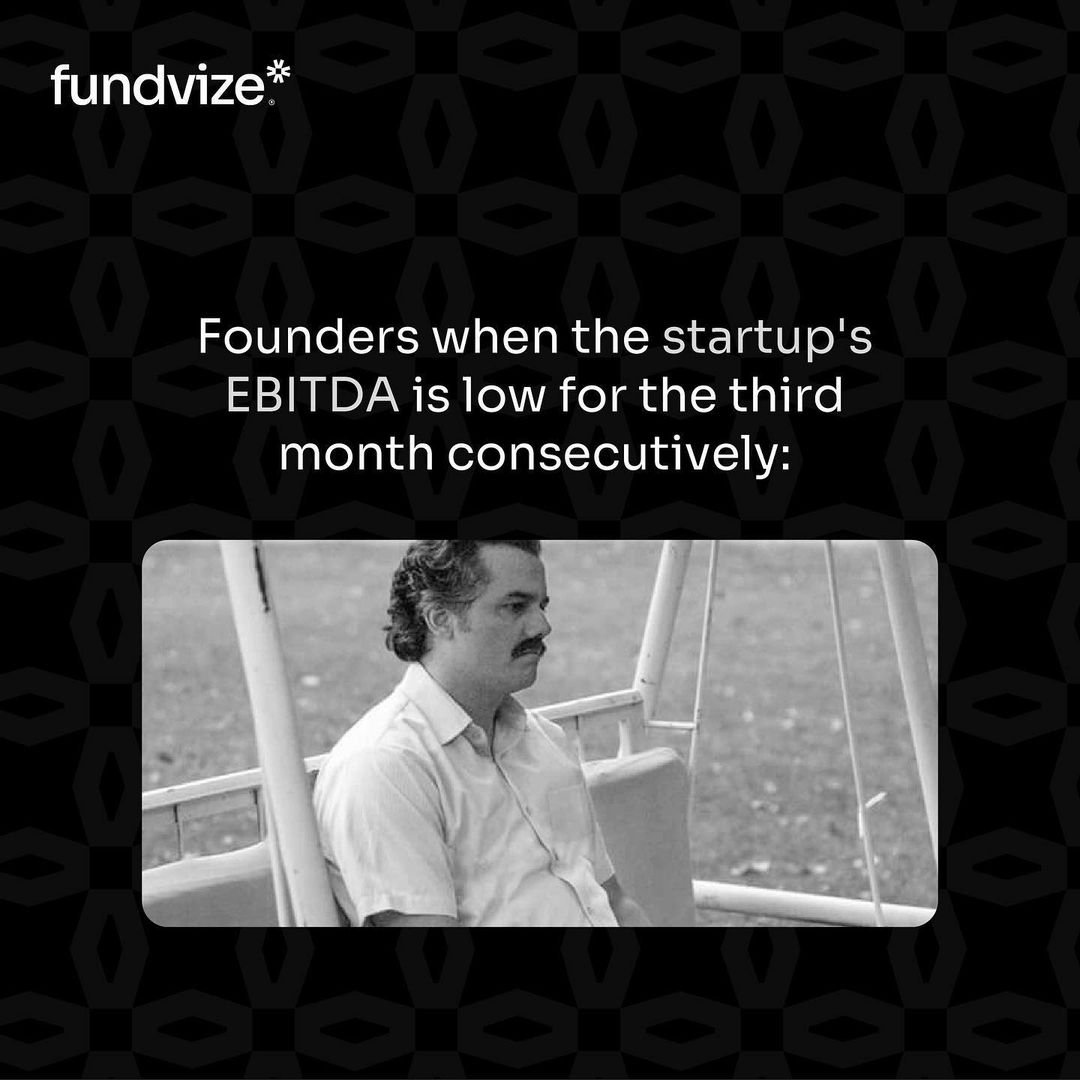 fundvize*®
Founders when the startup's
EBITDA is low for the third
month consecutively: